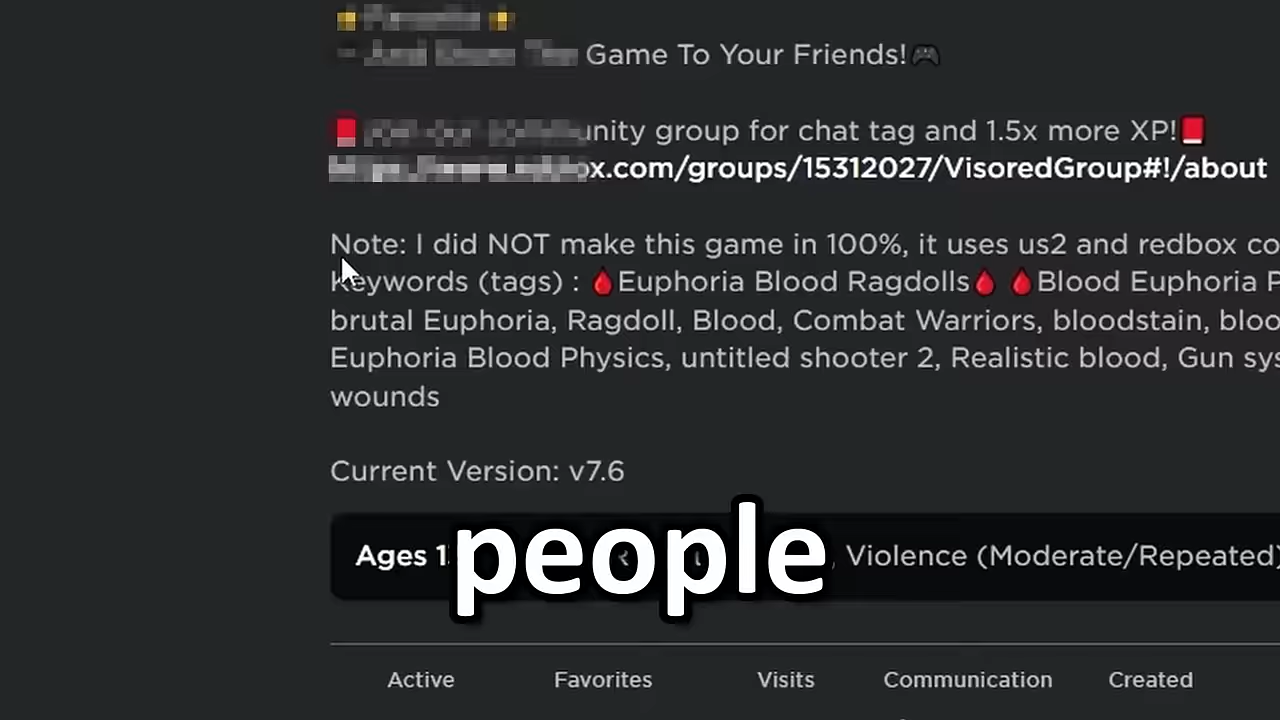 Game To Your Friends!🎮
unity group for chat tag and 1.5x more XP!
x.com/groups/15312027/VisoredGroup#!/about
Note: I did NOT make this game in 100%, it uses us2 and redbox co
Keywords (tags) : 🩸Euphoria Blood Ragdolls🩸 🩸Blood Euphoria P
brutal Euphoria, Ragdoll, Blood, Combat Warriors, bloodstain, bloo
Euphoria Blood Physics, untitled shooter 2, Realistic blood, Gun sys
wounds
Current Version: v7.6
Ages 1
people
, Violence (Moderate/Repeated)
Active Favorites Visits Communication Created